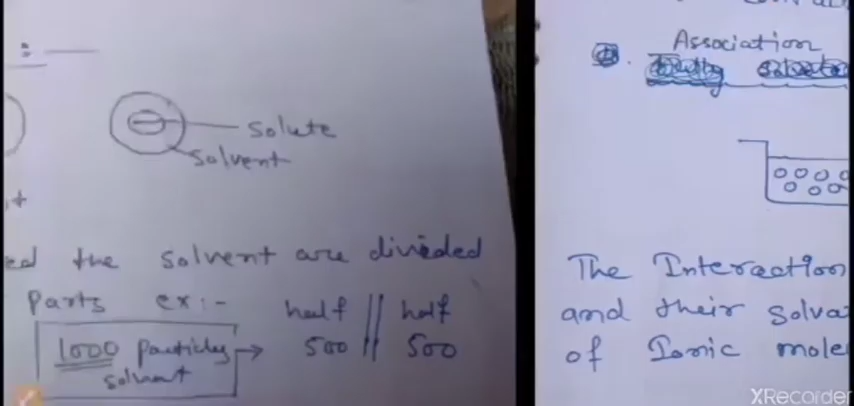 :
Solute
Solvent
ed the solvent are divided
Parts ex:- half || half
1000 particles → 500 || 500
solvent
Association
The Interaction
and their solva
of Ionic mole
XRecorder